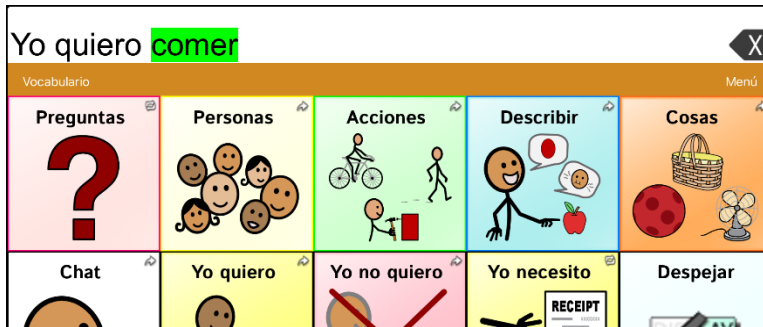 Yo quiero comer
X
Vocabulario Menú
Preguntas Personas Acciones Describir Cosas
Chat Yo quiero Yo no quiero Yo necesito Despejar
RECEIPT